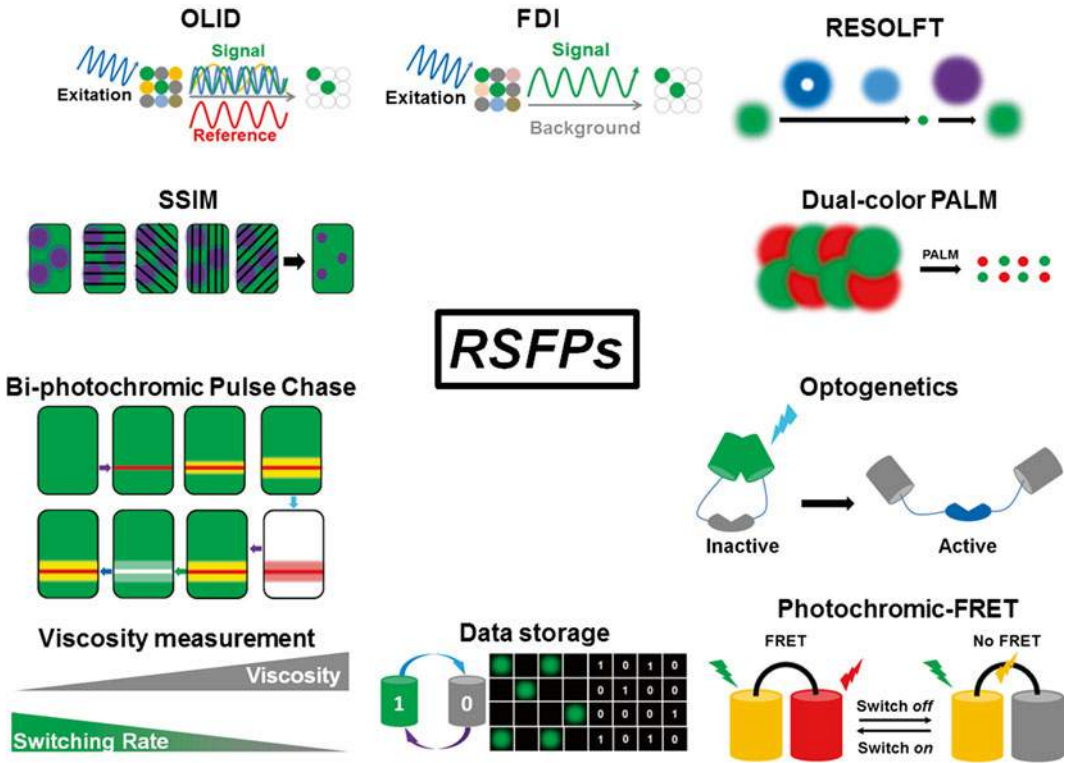 OLID
Signal
Exitation
Reference
FDI
Signal
Exitation
Background
RESOLFT
SSIM
Dual-color PALM
PALM
RSFPs
Bi-photochromic Pulse Chase
Optogenetics
Inactive
Active
Viscosity measurement
Viscosity
Switching Rate
Data storage
1
0
1 0 1 0
0 1 0 0
0 0 0 1
1 0 1 0
Photochromic-FRET
FRET
No FRET
Switch off
Switch on